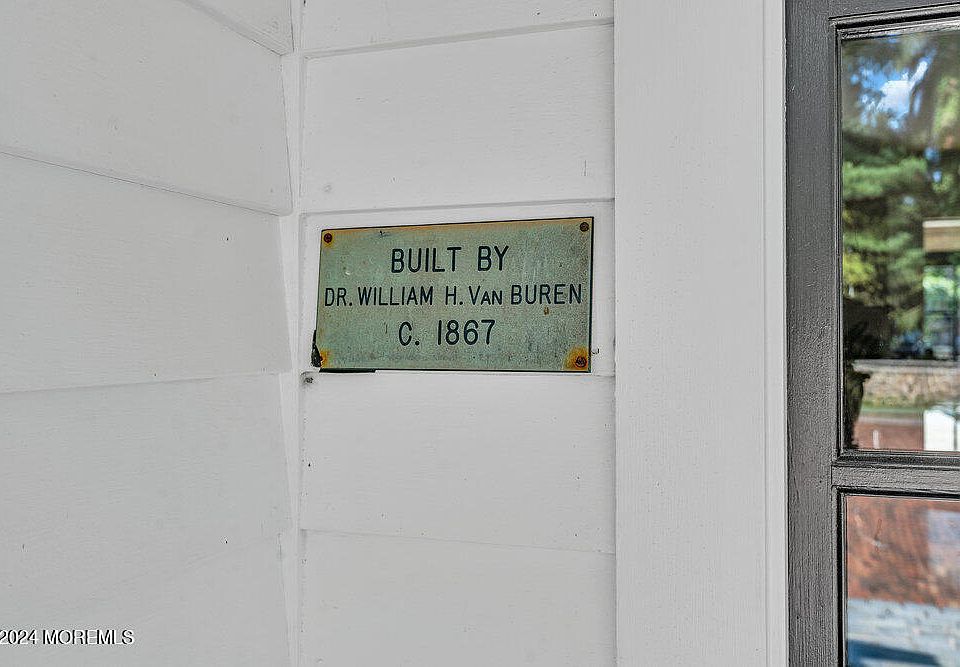 BUILT BY
DR. WILLIAM H. VAN BUREN
C. 1867
2024 MOREMLS